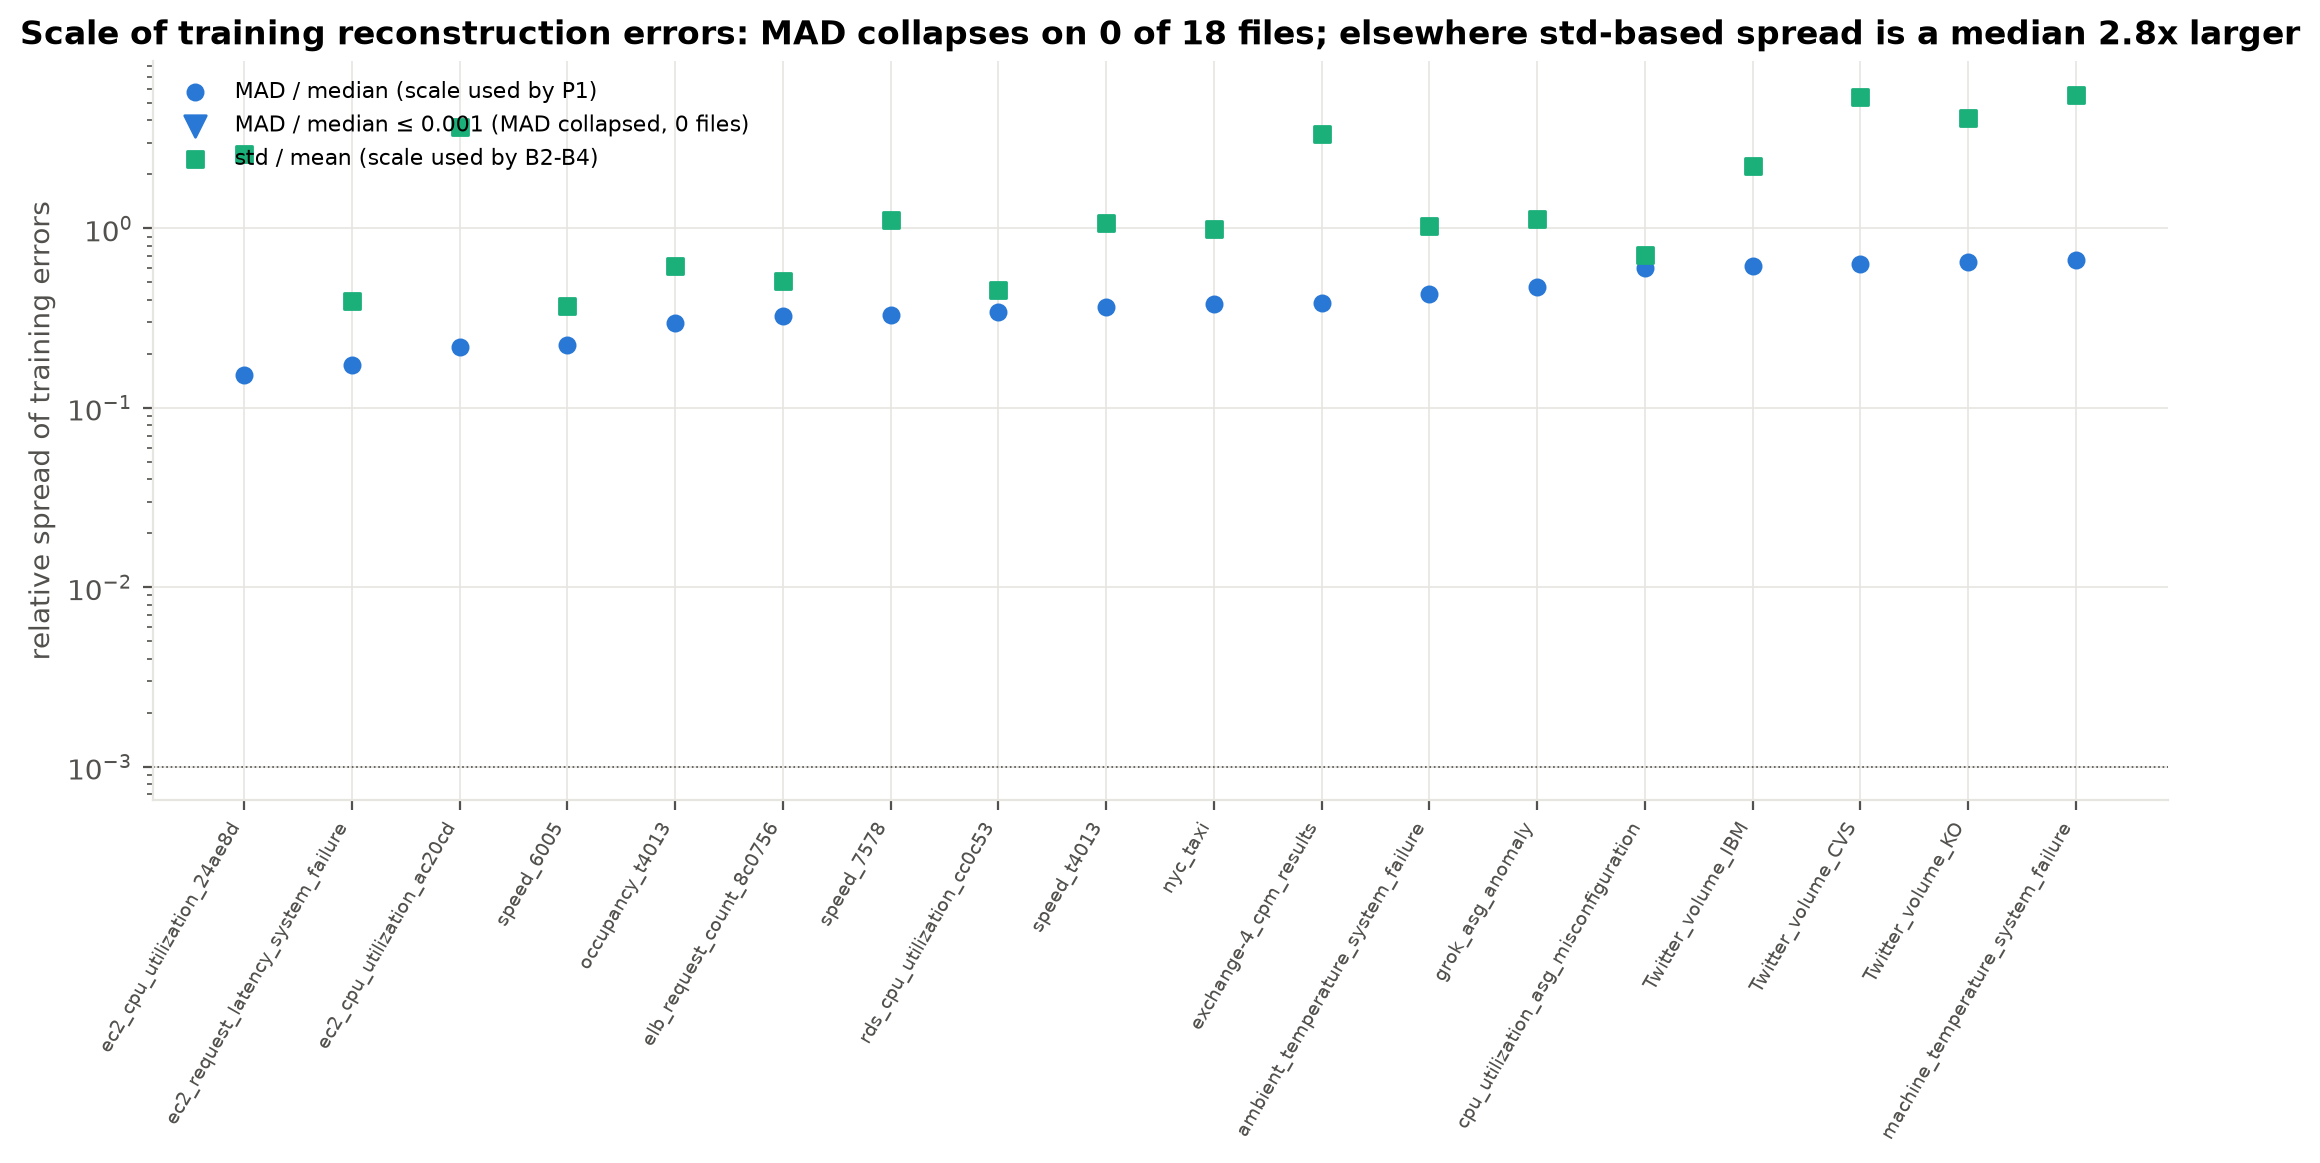 Scale of training reconstruction errors: MAD collapses on 0 of 18 files; elsewhere std-based spread is a median 2.8x larger
MAD / median (scale used by P1)
MAD / median ≤ 0.001 (MAD collapsed, 0 files)
std / mean (scale used by B2-B4)
relative spread of training errors
10⁰
10⁻¹
10⁻²
10⁻³
ec2_cpu_utilization_24ae8d
ec2_request_latency_system_failure
ec2_cpu_utilization_ac20cd
speed_6005
occupancy_t4013
elb_request_count_8c0756
speed_7578
rds_cpu_utilization_cc0c53
speed_t4013
nyc_taxi
exchange-4_cpm_results
ambient_temperature_system_failure
grok_asg_anomaly
cpu_utilization_asg_misconfiguration
Twitter_volume_IBM
Twitter_volume_CVS
Twitter_volume_KO
machine_temperature_system_failure